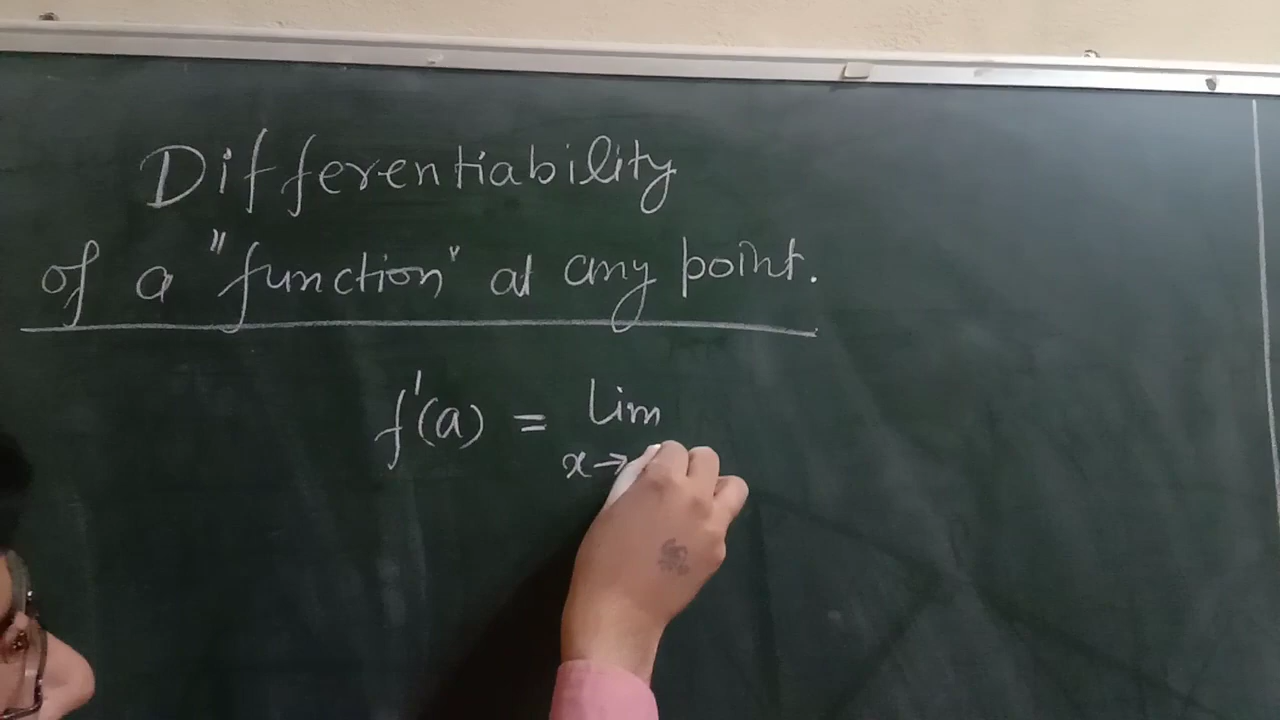 Differentiability
of a "function" at any point.
f'(a) = lim
x→